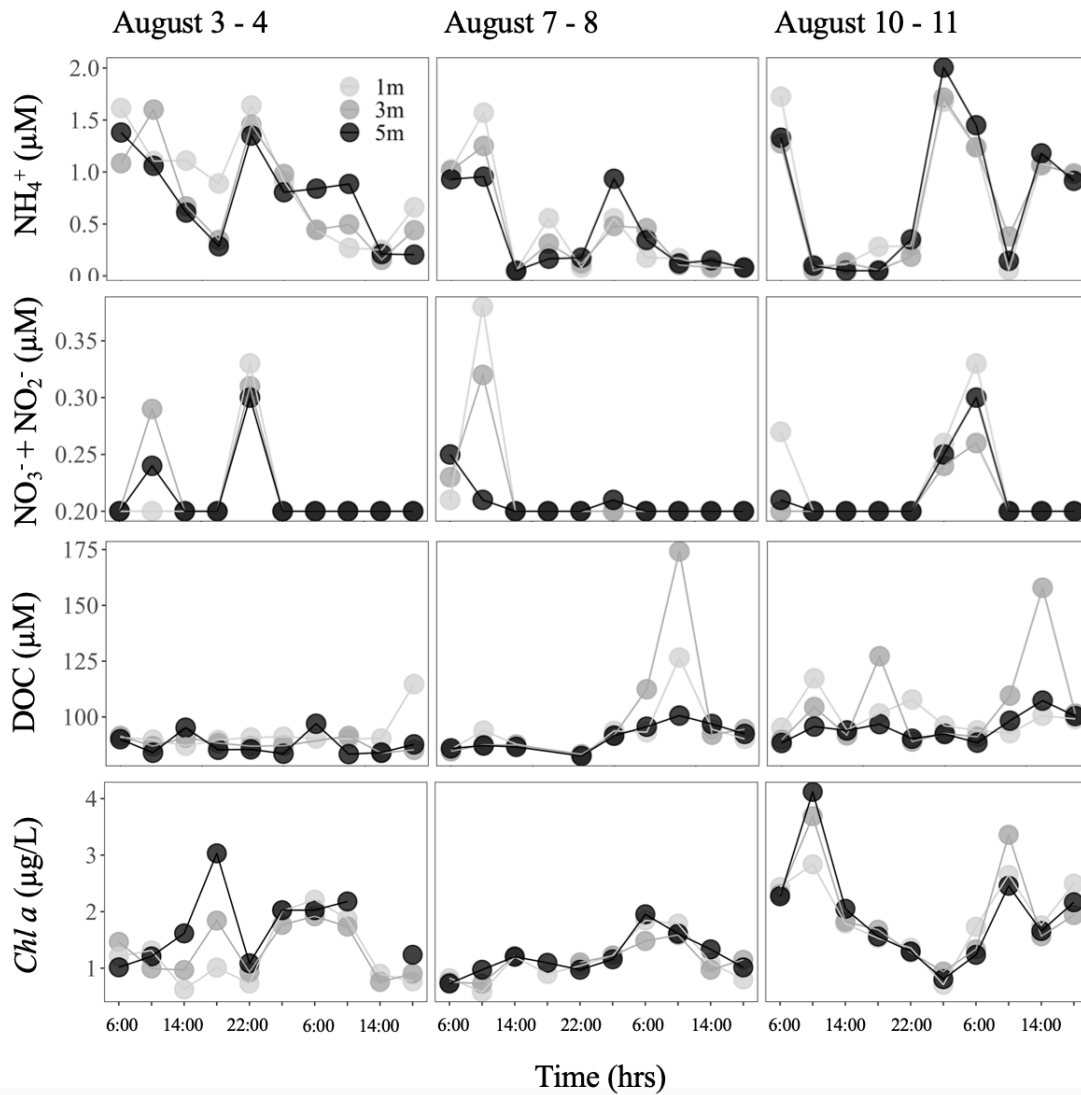 August 3 - 4 August 7 - 8 August 10 - 11
NH₄⁺ (μM)
2.0
1.5
1.0
0.5
0.0
1m
3m
5m
NO₃⁻ + NO₂⁻ (μM)
0.35
0.30
0.25
0.20
DOC (μM)
175
150
125
100
Chl a (μg/L)
4
3
2
1
6:00 14:00 22:00 6:00 14:00 6:00 14:00 22:00 6:00 14:00 6:00 14:00 22:00 6:00 14:00
Time (hrs)